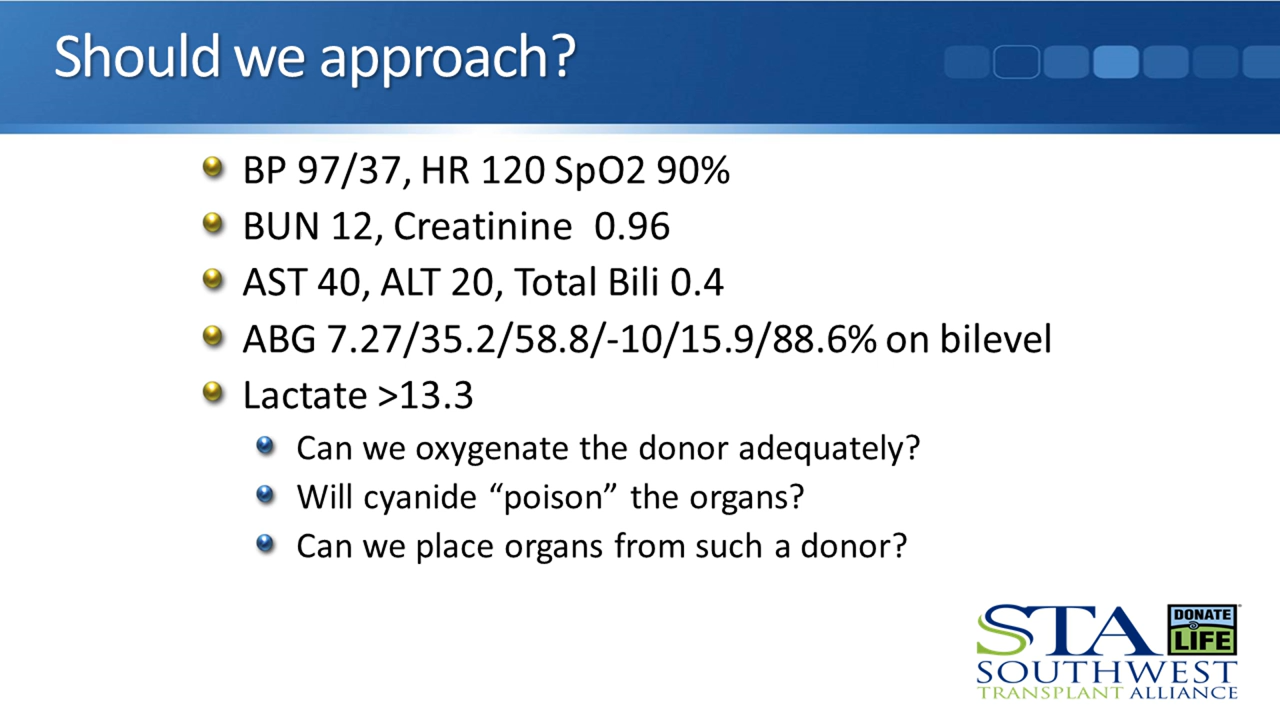 Should we approach?
BP 97/37, HR 120 SpO2 90%
BUN 12, Creatinine 0.96
AST 40, ALT 20, Total Bili 0.4
ABG 7.27/35.2/58.8/-10/15.9/88.6% on bilevel
Lactate >13.3
Can we oxygenate the donor adequately?
Will cyanide “poison” the organs?
Can we place organs from such a donor?
STA
DONATE
LIFE
SOUTHWEST
TRANSPLANT ALLIANCE